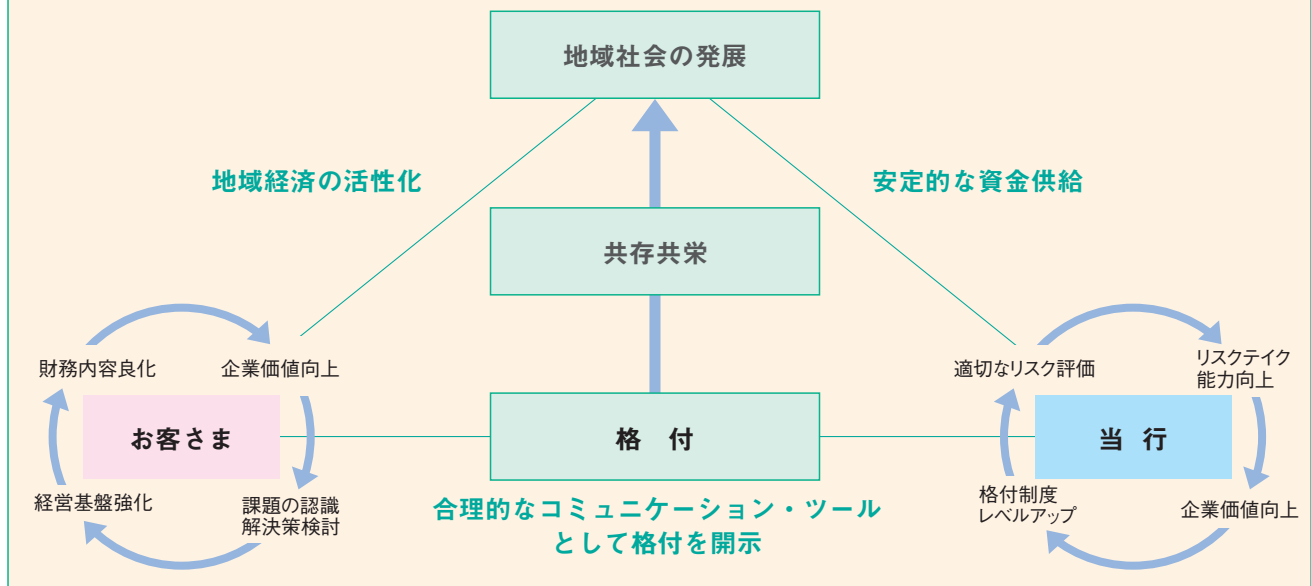 地域社会の発展
地域経済の活性化
安定的な資金供給
共存共栄
財務内容良化
企業価値向上
お客さま
経営基盤強化
課題の認識
解決策検討
格 付
合理的なコミュニケーション・ツール
として格付を開示
適切なリスク評価
リスクテイク
能力向上
当 行
格付制度
レベルアップ
企業価値向上